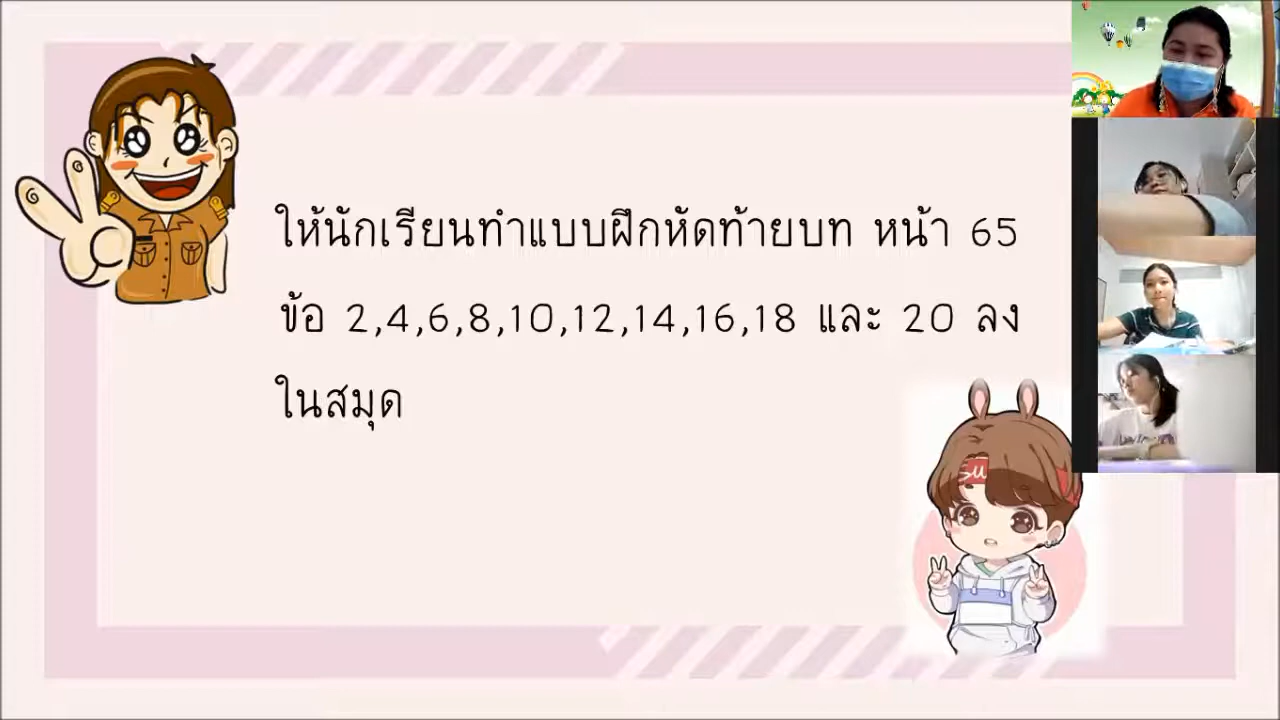 ให้นักเรียนทำแบบฝึกหัดท้ายบท หน้า 65
ข้อ 2,4,6,8,10,12,14,16,18 และ 20 ลง
ในสมุด